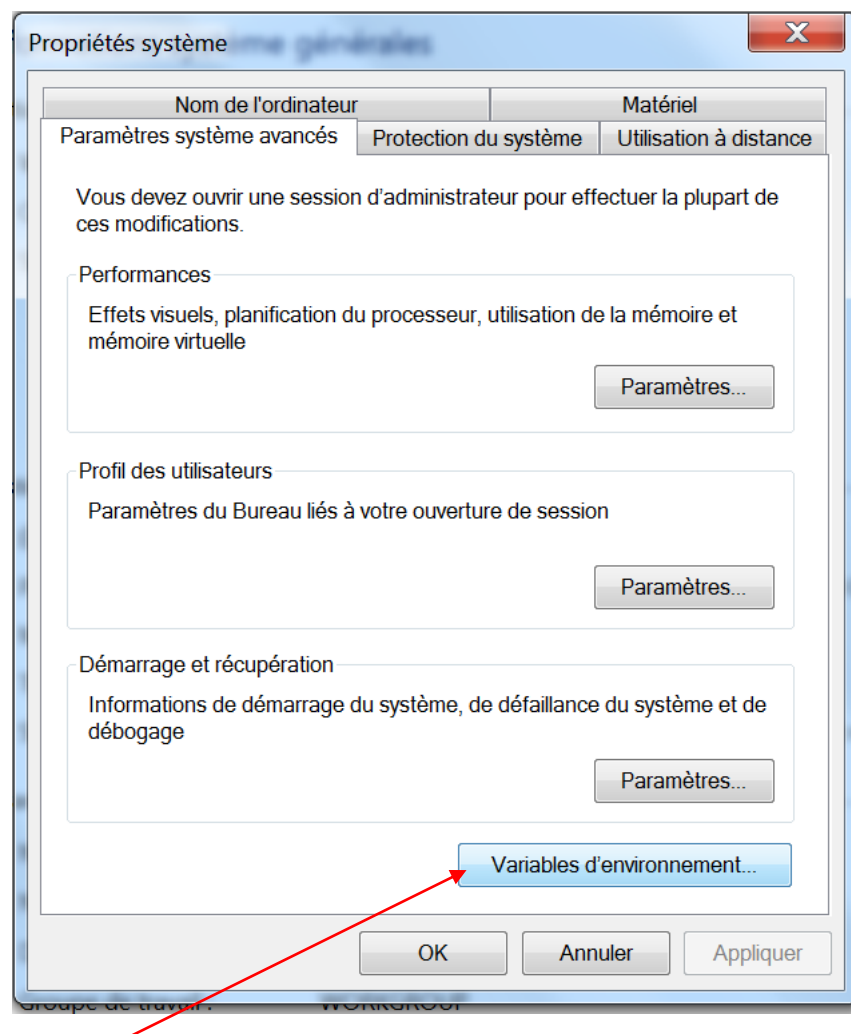 Propriétés système
Nom de l'ordinateur
Matériel
Paramètres système avancés
Protection du système
Utilisation à distance
Vous devez ouvrir une session d'administrateur pour effectuer la plupart de
ces modifications.
Performances
Effets visuels, planification du processeur, utilisation de la mémoire et
mémoire virtuelle
Paramètres...
Profil des utilisateurs
Paramètres du Bureau liés à votre ouverture de session
Paramètres...
Démarrage et récupération
Informations de démarrage du système, de défaillance du système et de
débogage
Paramètres...
Variables d'environnement...
OK
Annuler
Appliquer
Groupe de travail :
WORKGROUP